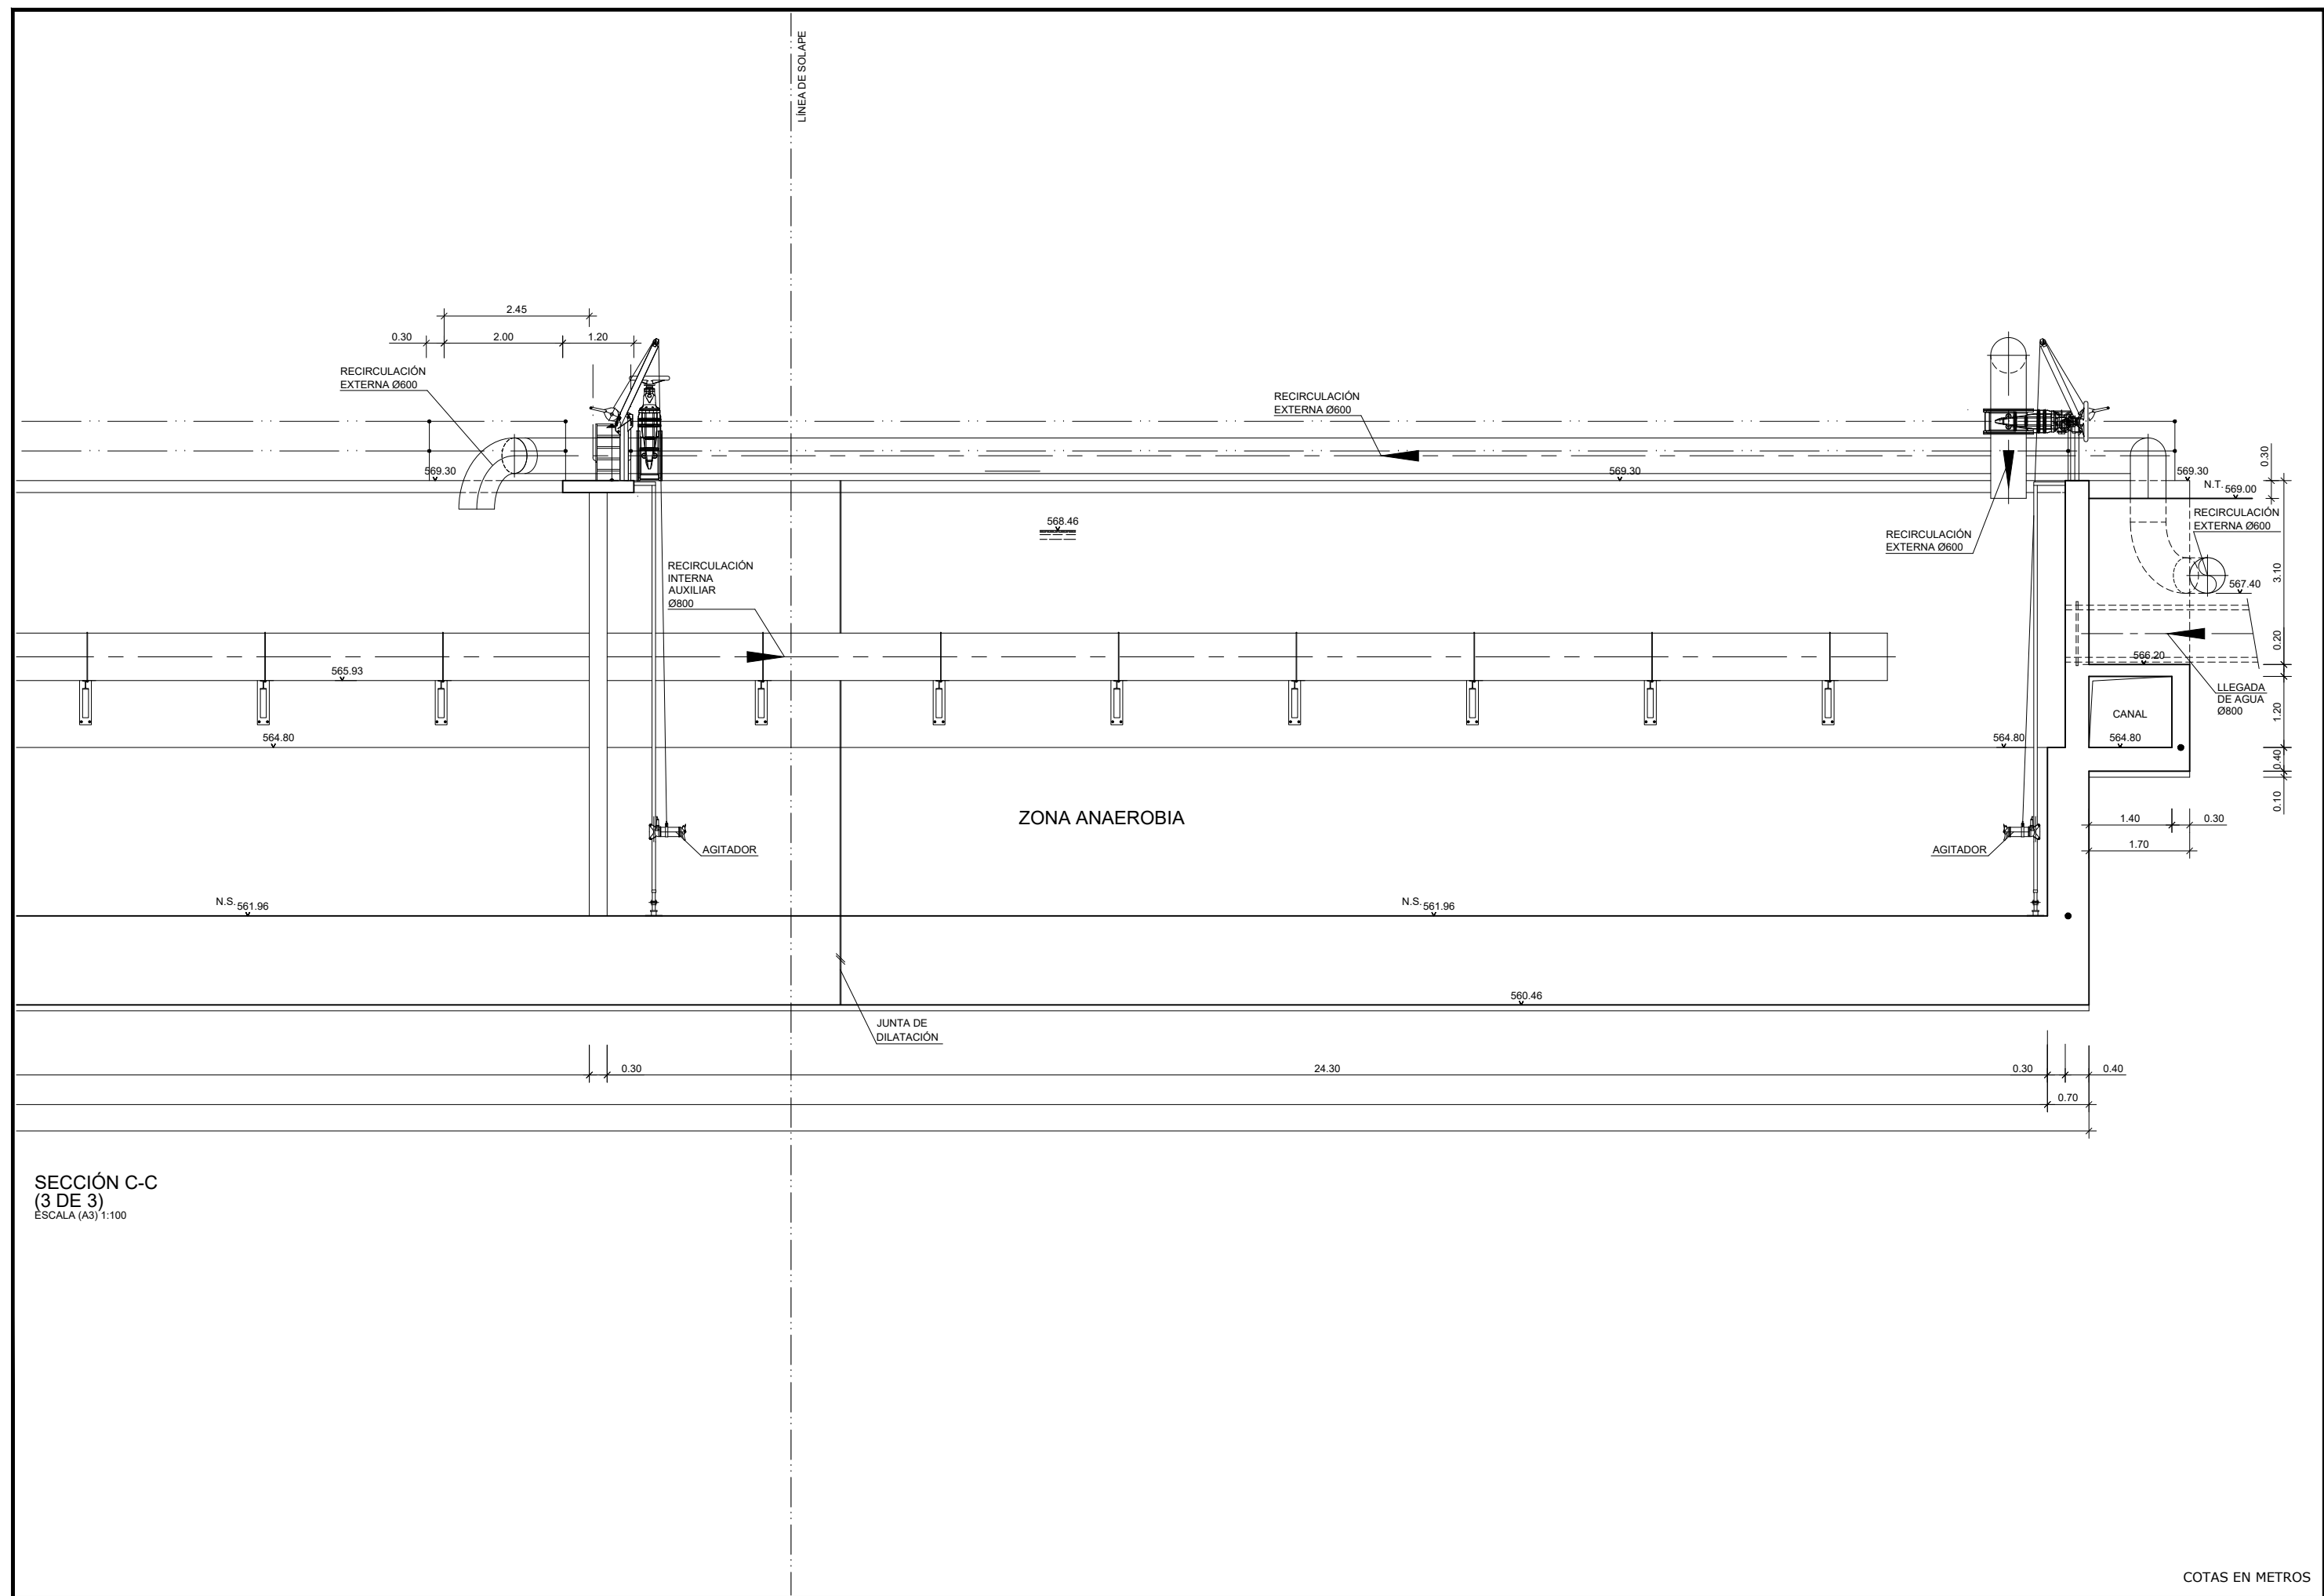 LÍNEA DE SOLAPE
2.45
0.30
2.00
1.20
RECIRCULACIÓN
EXTERNA Ø600
RECIRCULACIÓN
EXTERNA Ø600
569.30
569.30
569.30
0.30
N.T. 569.00
568.46
RECIRCULACIÓN
EXTERNA Ø600
RECIRCULACIÓN
EXTERNA Ø600
RECIRCULACIÓN
INTERNA
AUXILIAR
Ø800
3.10
567.40
0.20
566.20
565.93
LLEGADA
DE AGUA
Ø800
1.20
CANAL
564.80
564.80
564.80
0.40
0.10
ZONA ANAEROBIA
1.40
0.30
1.70
AGITADOR
AGITADOR
N.S. 561.96
N.S. 561.96
560.46
JUNTA DE
DILATACIÓN
0.30
24.30
0.30
0.40
0.70
SECCIÓN C-C
(3 DE 3)
ESCALA (A3) 1:100
COTAS EN METROS